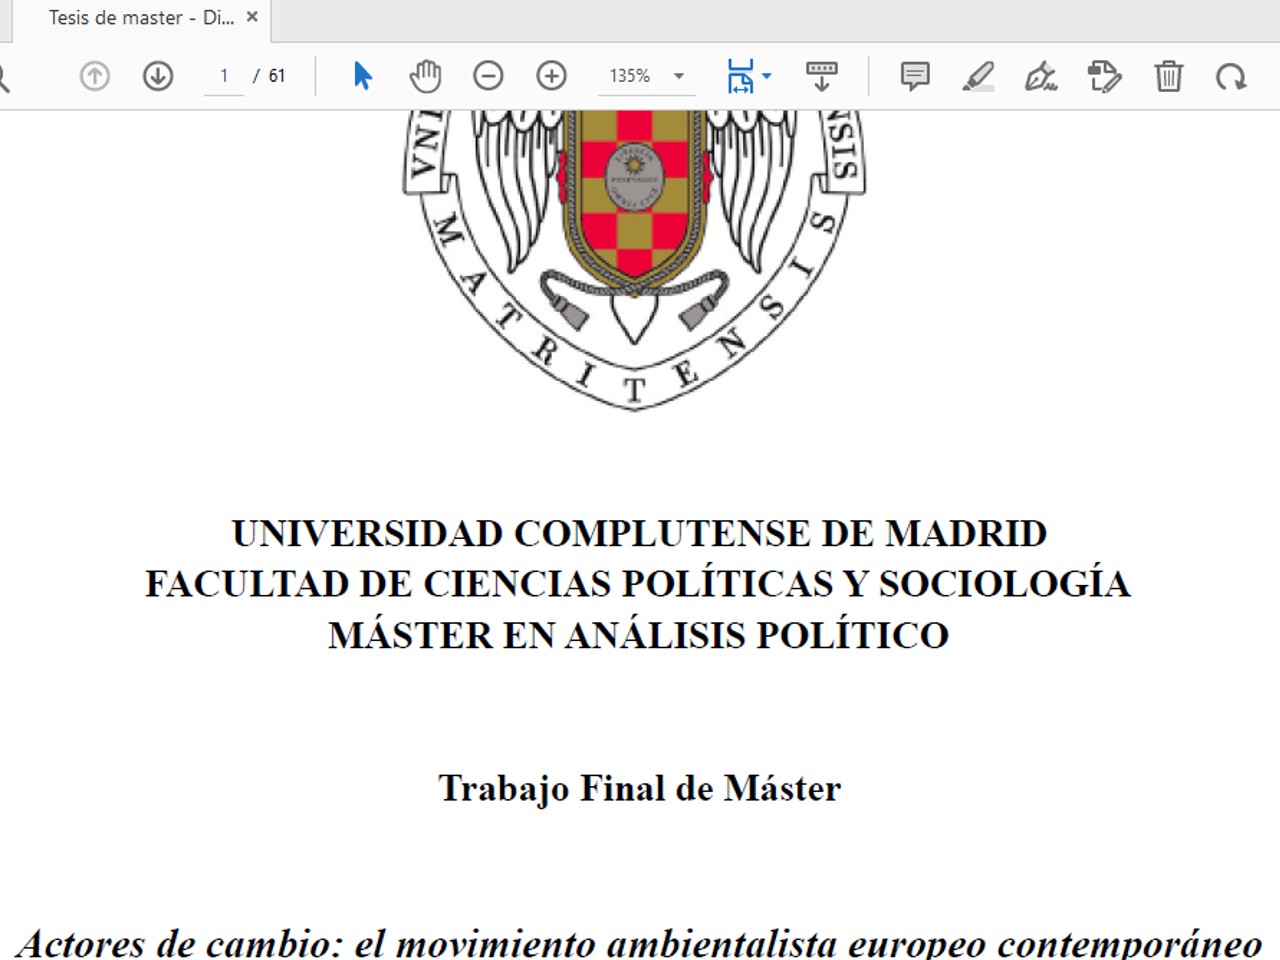 Tesis de master - Di...
1 / 61
135%
VNI
NSIS
MATRITENSIS
UNIVERSIDAD COMPLUTENSE DE MADRID
FACULTAD DE CIENCIAS POLÍTICAS Y SOCIOLOGÍA
MÁSTER EN ANÁLISIS POLÍTICO
Trabajo Final de Máster
Actores de cambio: el movimiento ambientalista europeo contemporáneo